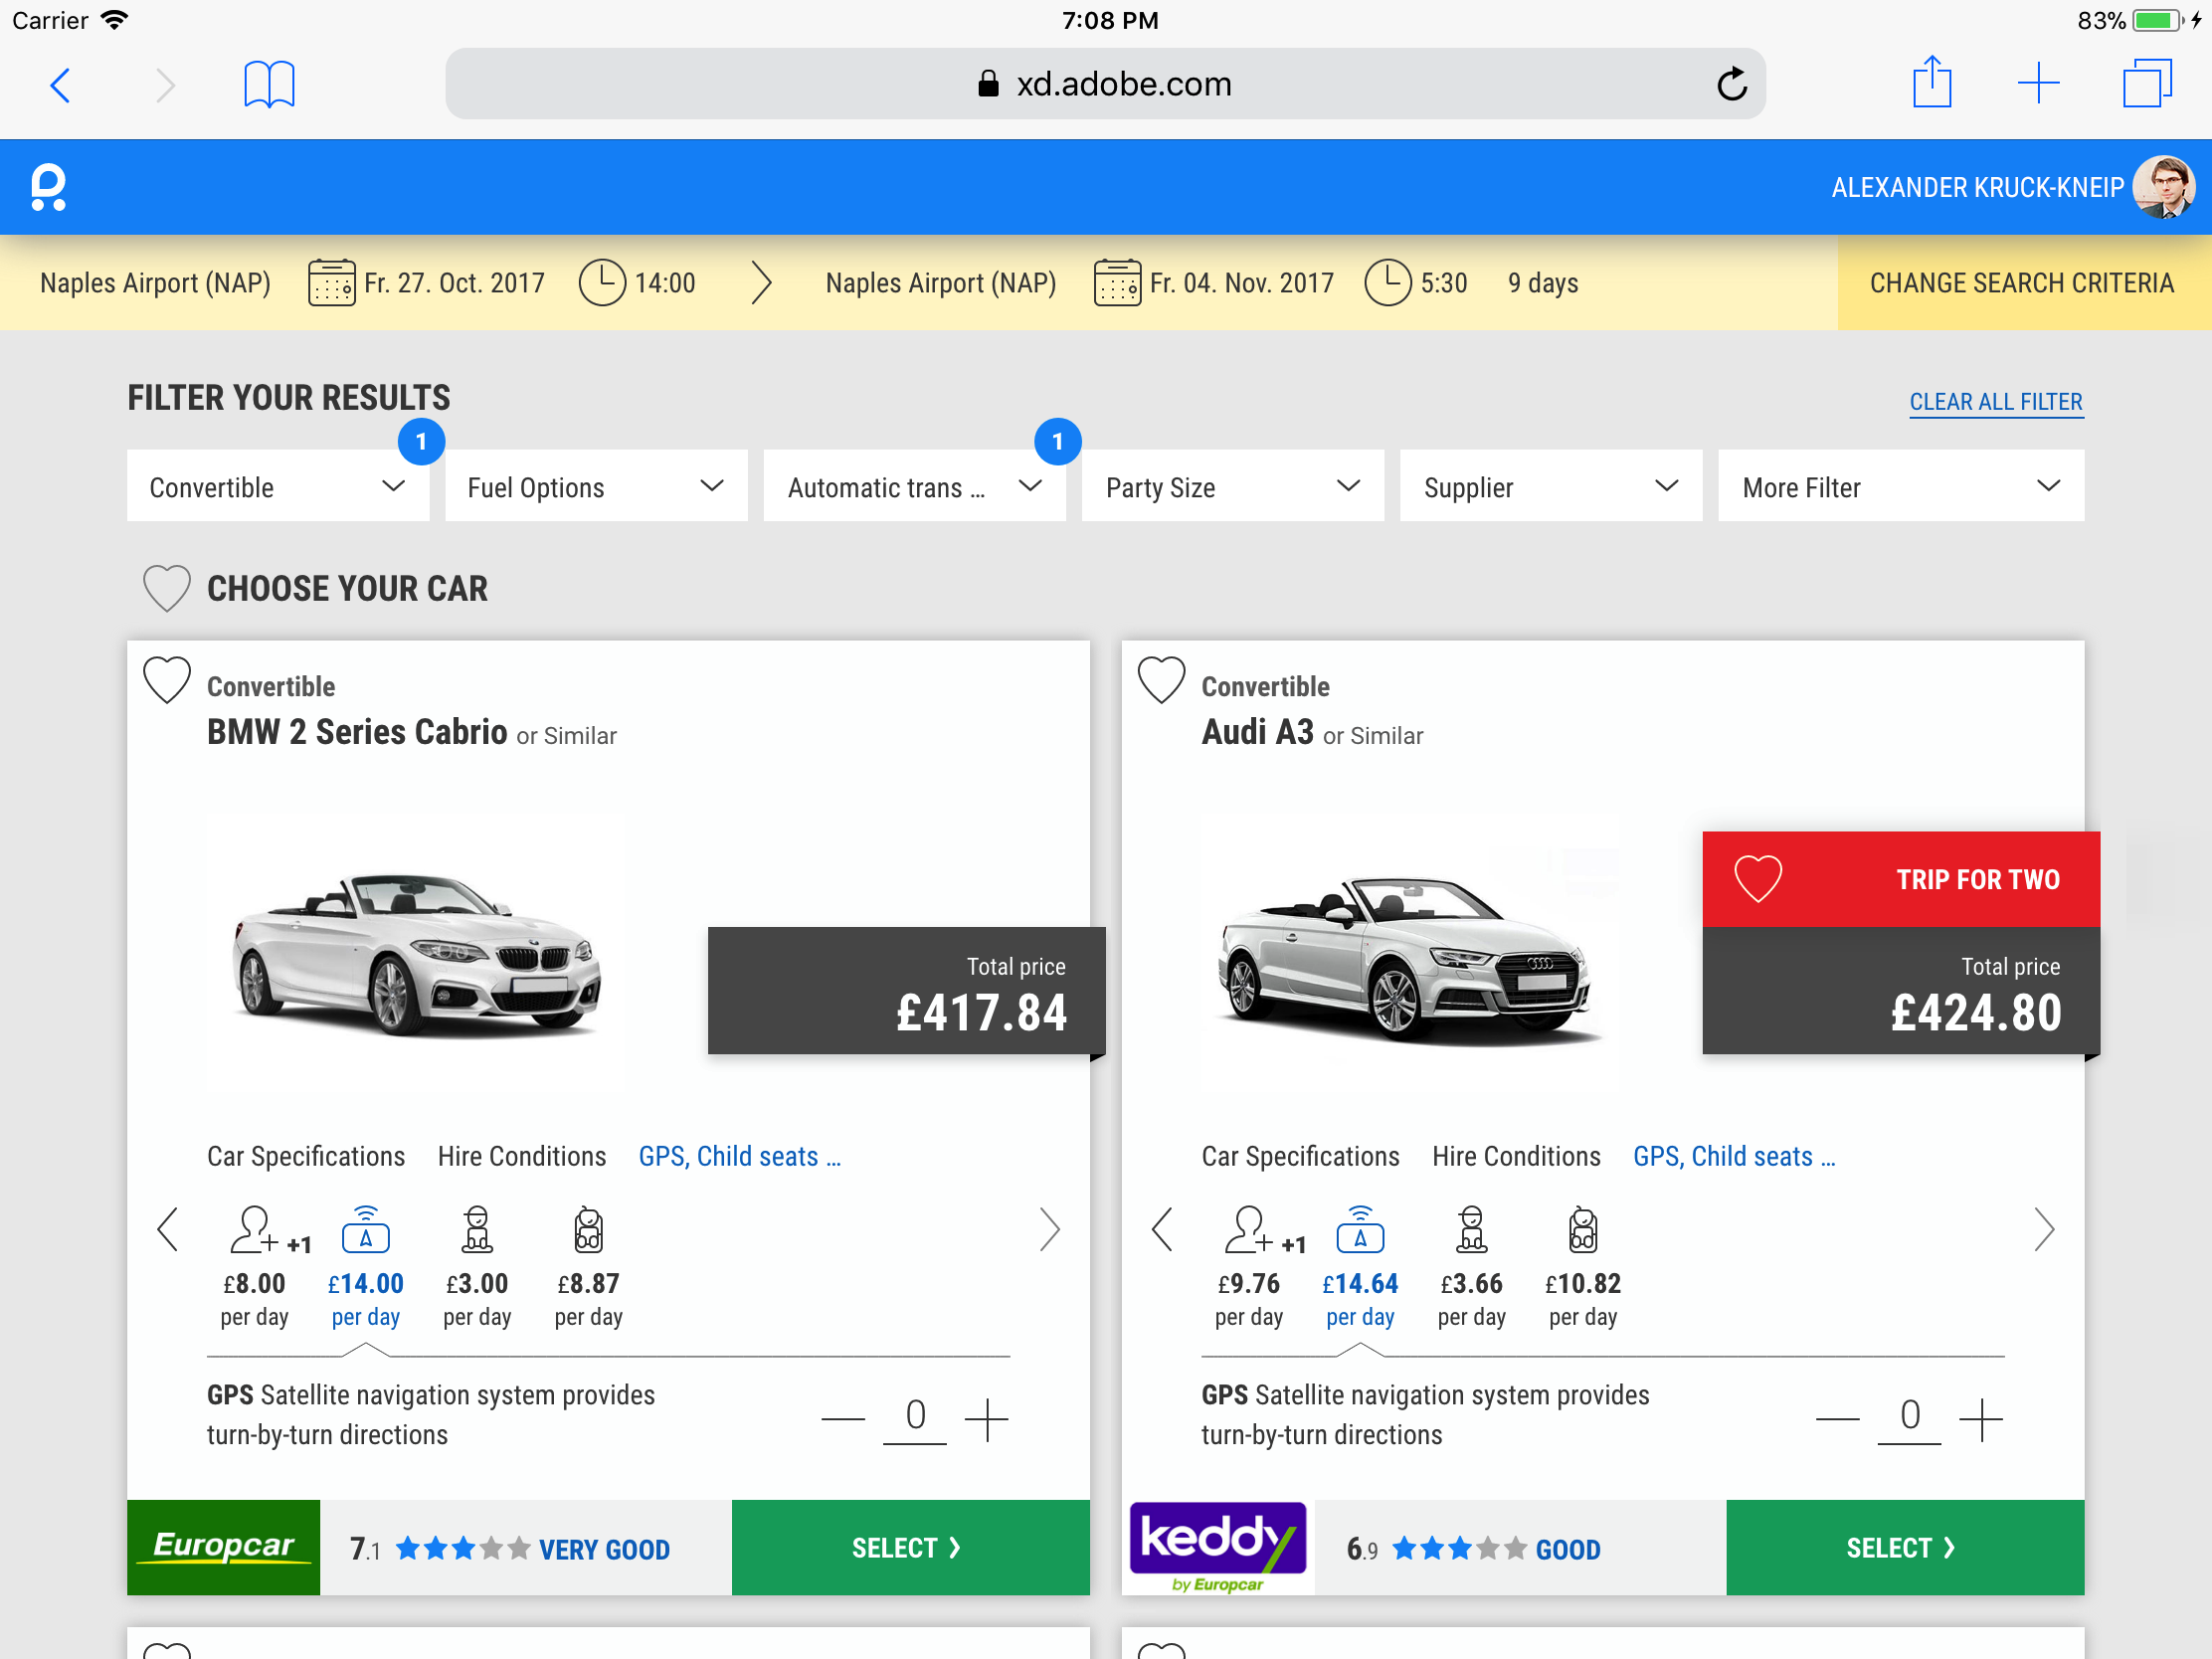 Carrier 7:08 PM 83%
xd.adobe.com
ALEXANDER KRUCK-KNEIP
Naples Airport (NAP) Fr. 27. Oct. 2017 14:00 Naples Airport (NAP) Fr. 04. Nov. 2017 5:30 9 days CHANGE SEARCH CRITERIA
FILTER YOUR RESULTS CLEAR ALL FILTER
1 1
Convertible Fuel Options Automatic trans ... Party Size Supplier More Filter
CHOOSE YOUR CAR
Convertible
BMW 2 Series Cabrio or Similar
Total price
£417.84
Car Specifications Hire Conditions GPS, Child seats ...
+1 A
£8.00 £14.00 £3.00 £8.87
per day per day per day per day
GPS Satellite navigation system provides
turn-by-turn directions
0
Europcar 7.1 VERY GOOD SELECT
Convertible
Audi A3 or Similar
TRIP FOR TWO
Total price
£424.80
Car Specifications Hire Conditions GPS, Child seats ...
+1 A
£9.76 £14.64 £3.66 £10.82
per day per day per day per day
GPS Satellite navigation system provides
turn-by-turn directions
0
keddy
by Europcar
6.9 GOOD SELECT